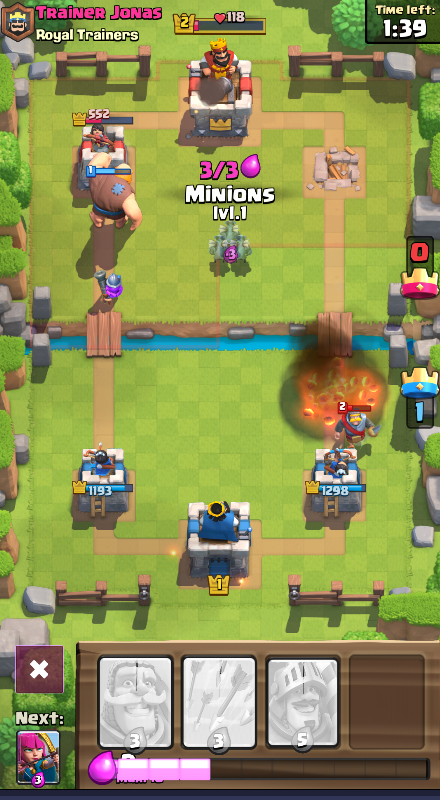 Trainer Jonas
Royal Trainers
2
118
Time left:
1:39
552
1
3/3
Minions
lvl.1
3
0
2
1
1193
1298
1
Next:
3
3
3
5